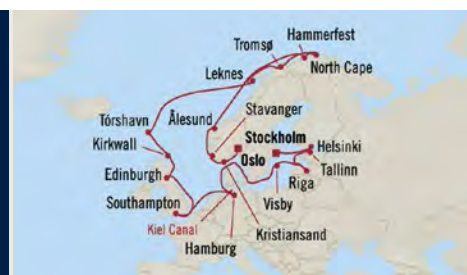 Hammerfest
Tromsø
North Cape
Leknes
Tórshavn
Ålesund
Stavanger
Kirkwall
Stockholm
Helsinki
Oslo
Tallinn
Edinburgh
Riga
Southampton
Visby
Kiel Canal
Kristiansand
Hamburg